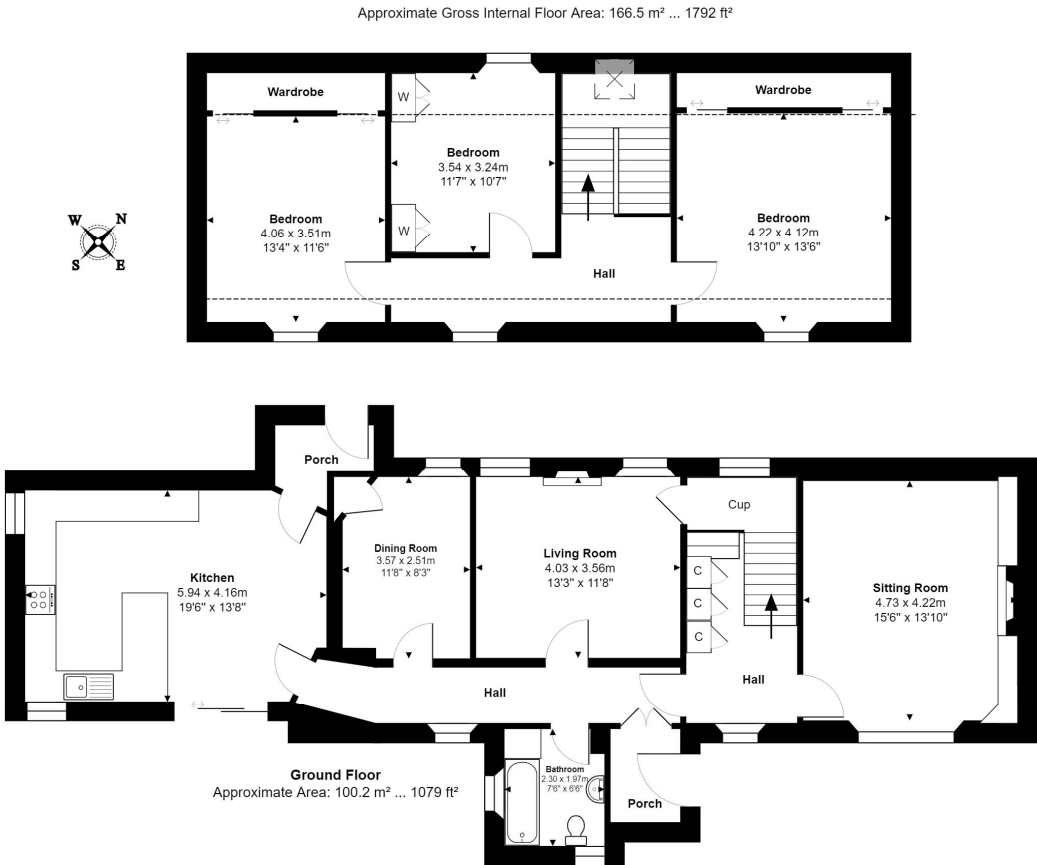 Approximate Gross Internal Floor Area: 166.5 m² ... 1792 ft²
Wardrobe
W
Bedroom
3.54 x 3.24m
11'7" x 10'7"
W
Wardrobe
Bedroom
4.06 x 3.51m
13'4" x 11'6"
Bedroom
4.22 x 4.12m
13'10" x 13'6"
Hall
W N
S E
Porch
Kitchen
5.94 x 4.16m
19'6" x 13'8"
Dining Room
3.57 x 2.51m
11'8" x 8'3"
Living Room
4.03 x 3.56m
13'3" x 11'8"
Cup
C
C
C
Sitting Room
4.73 x 4.22m
15'6" x 13'10"
Hall
Hall
Bathroom
2.30 x 1.97m
7'6" x 6'6"
Porch
Ground Floor
Approximate Area: 100.2 m² ... 1079 ft²